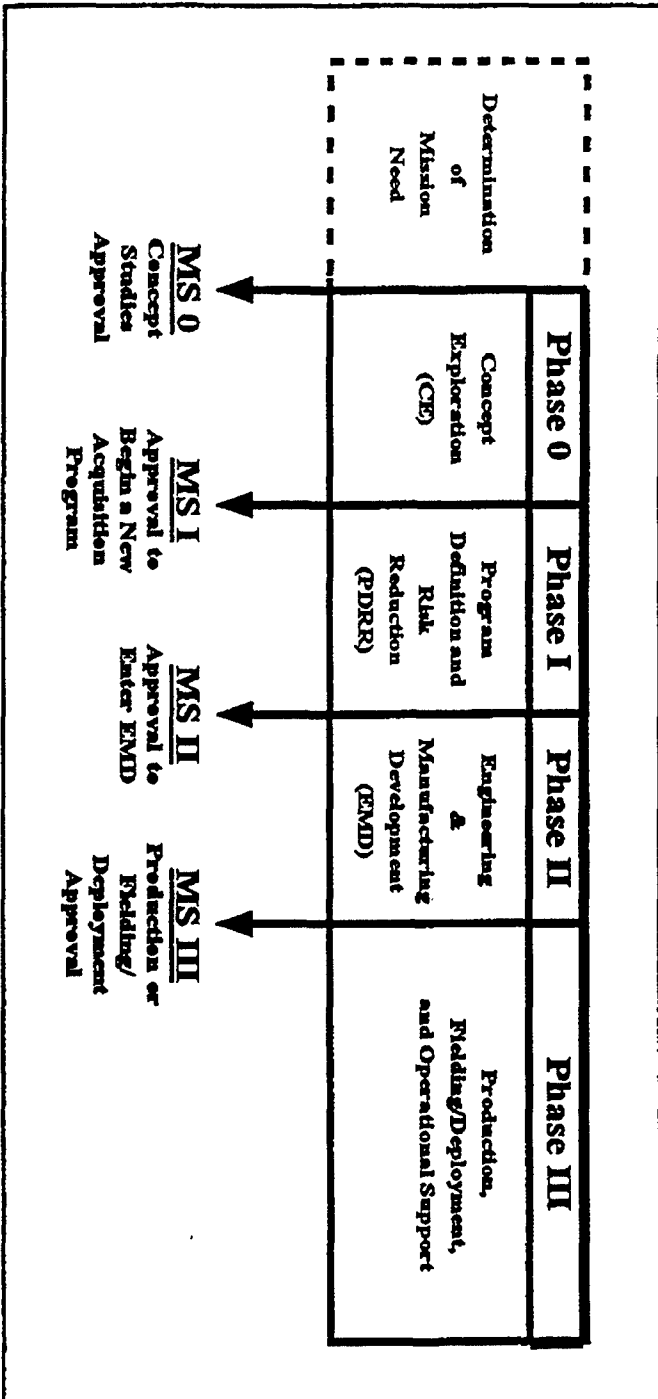 Determination
of
Mission
Need
Phase 0
Concept
Exploration
(CE)
Phase I
Program
Definition and
Risk
Reduction
(PDRR)
Phase II
Engineering
&
Manufacturing
Development
(EMD)
Phase III
Production,
Fielding/Deployment,
and Operational Support
MS 0
Concept
Studies
Approval
MS I
Approval to
Begin a New
Acquisition
Program
MS II
Approval to
Enter EMD
MS III
Production or
Fielding/
Deployment
Approval